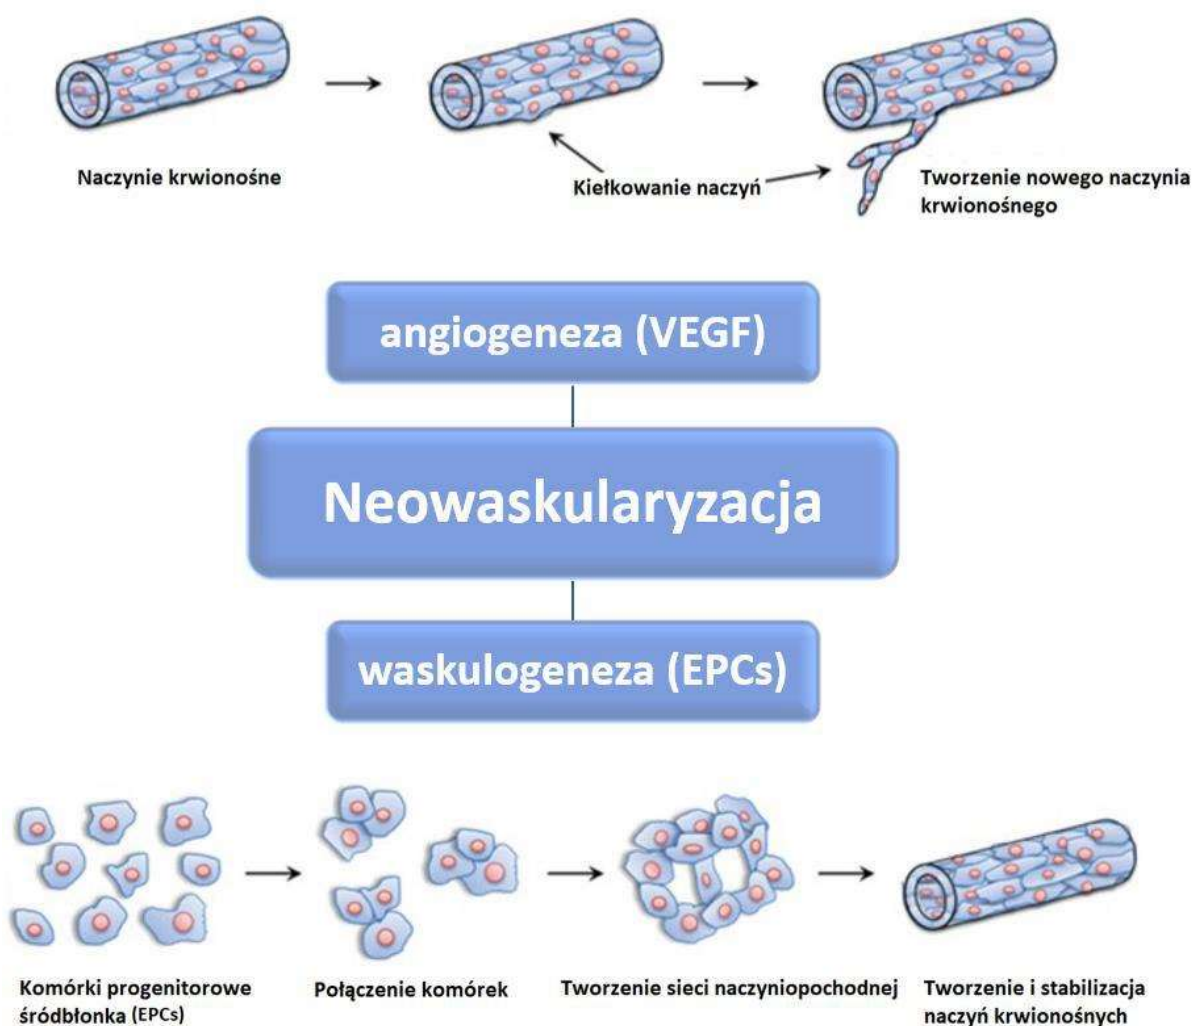 Naczynie krwionośne
Kiełkowanie naczyń
Tworzenie nowego naczynia
krwionośnego
angiogeneza (VEGF)
Neowaskularyzacja
waskulogeneza (EPCs)
Komórki progenitorowe
śródbłonka (EPCs)
Połączenie komórek
Tworzenie sieci naczyniopochodnej
Tworzenie i stabilizacja
naczyń krwionośnych